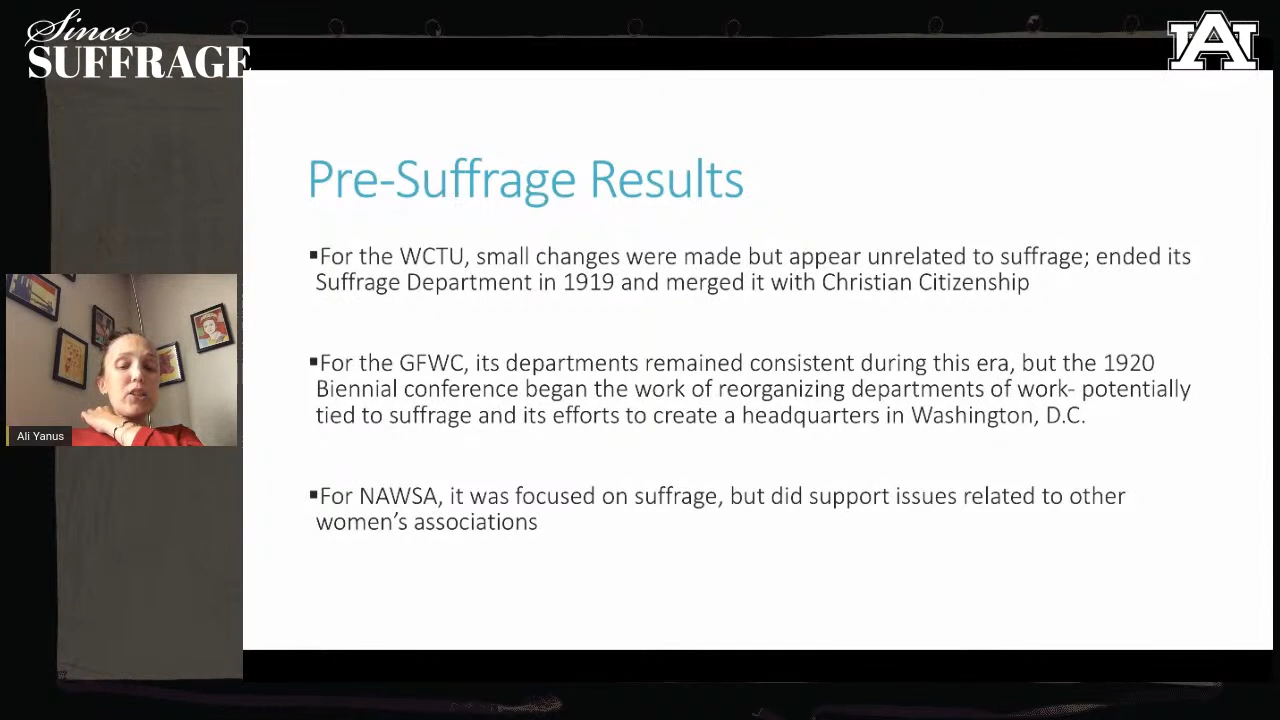 Since
SUFFRAGE
AU
Pre-Suffrage Results
▪For the WCTU, small changes were made but appear unrelated to suffrage; ended its
Suffrage Department in 1919 and merged it with Christian Citizenship
▪For the GFWC, its departments remained consistent during this era, but the 1920
Biennial conference began the work of reorganizing departments of work- potentially
tied to suffrage and its efforts to create a headquarters in Washington, D.C.
▪For NAWSA, it was focused on suffrage, but did support issues related to other
women's associations
Ali Yanus